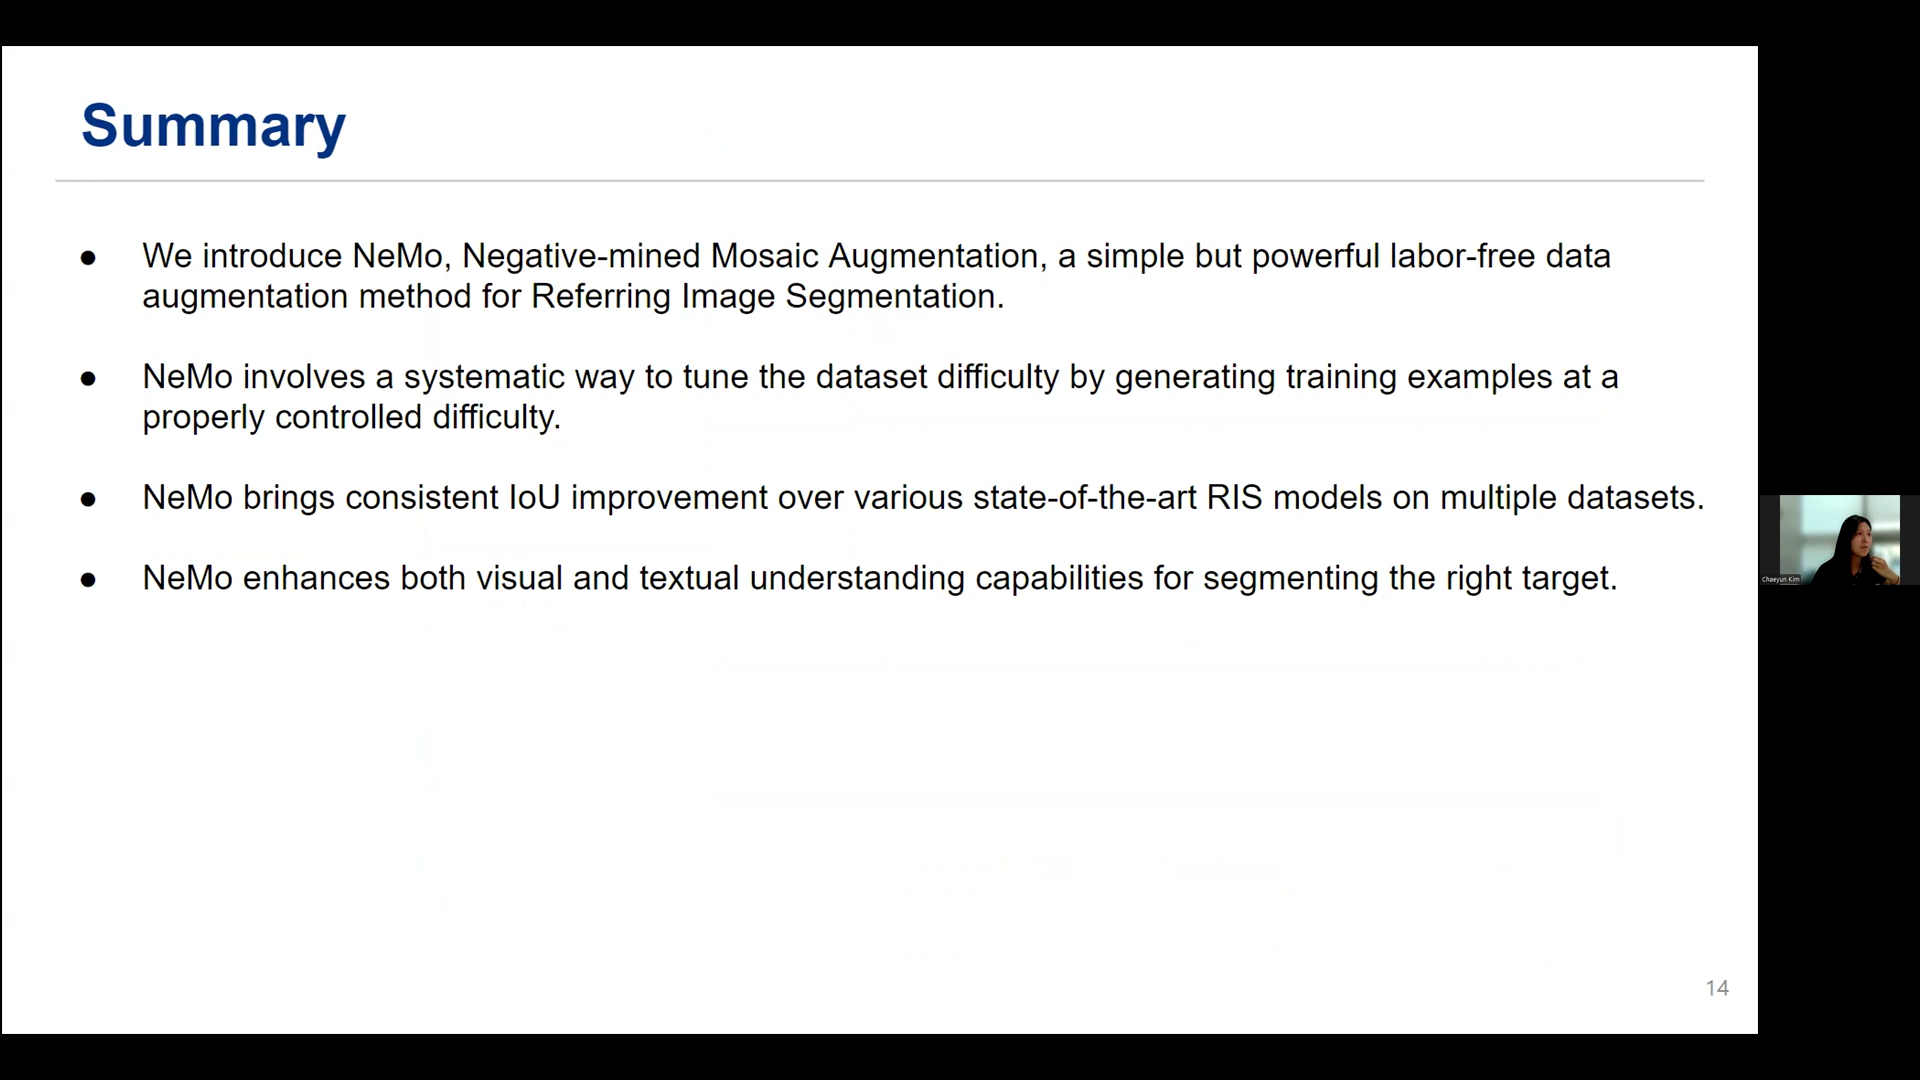 Summary
● We introduce NeMo, Negative-mined Mosaic Augmentation, a simple but powerful labor-free data
augmentation method for Referring Image Segmentation.
● NeMo involves a systematic way to tune the dataset difficulty by generating training examples at a
properly controlled difficulty.
● NeMo brings consistent IoU improvement over various state-of-the-art RIS models on multiple datasets.
● NeMo enhances both visual and textual understanding capabilities for segmenting the right target.
Chaeyun Kim
14